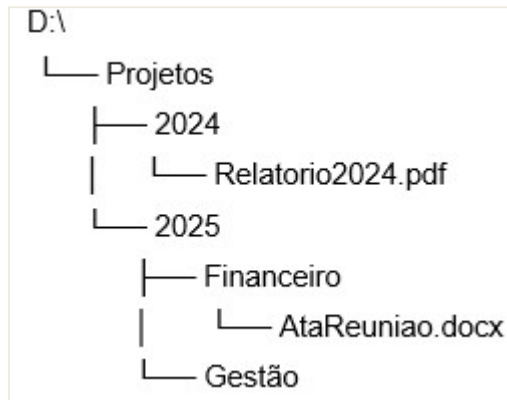 D:\
Projetos
2024
Relatorio2024.pdf
2025
Financeiro
AtaReuniao.docx
Gestão